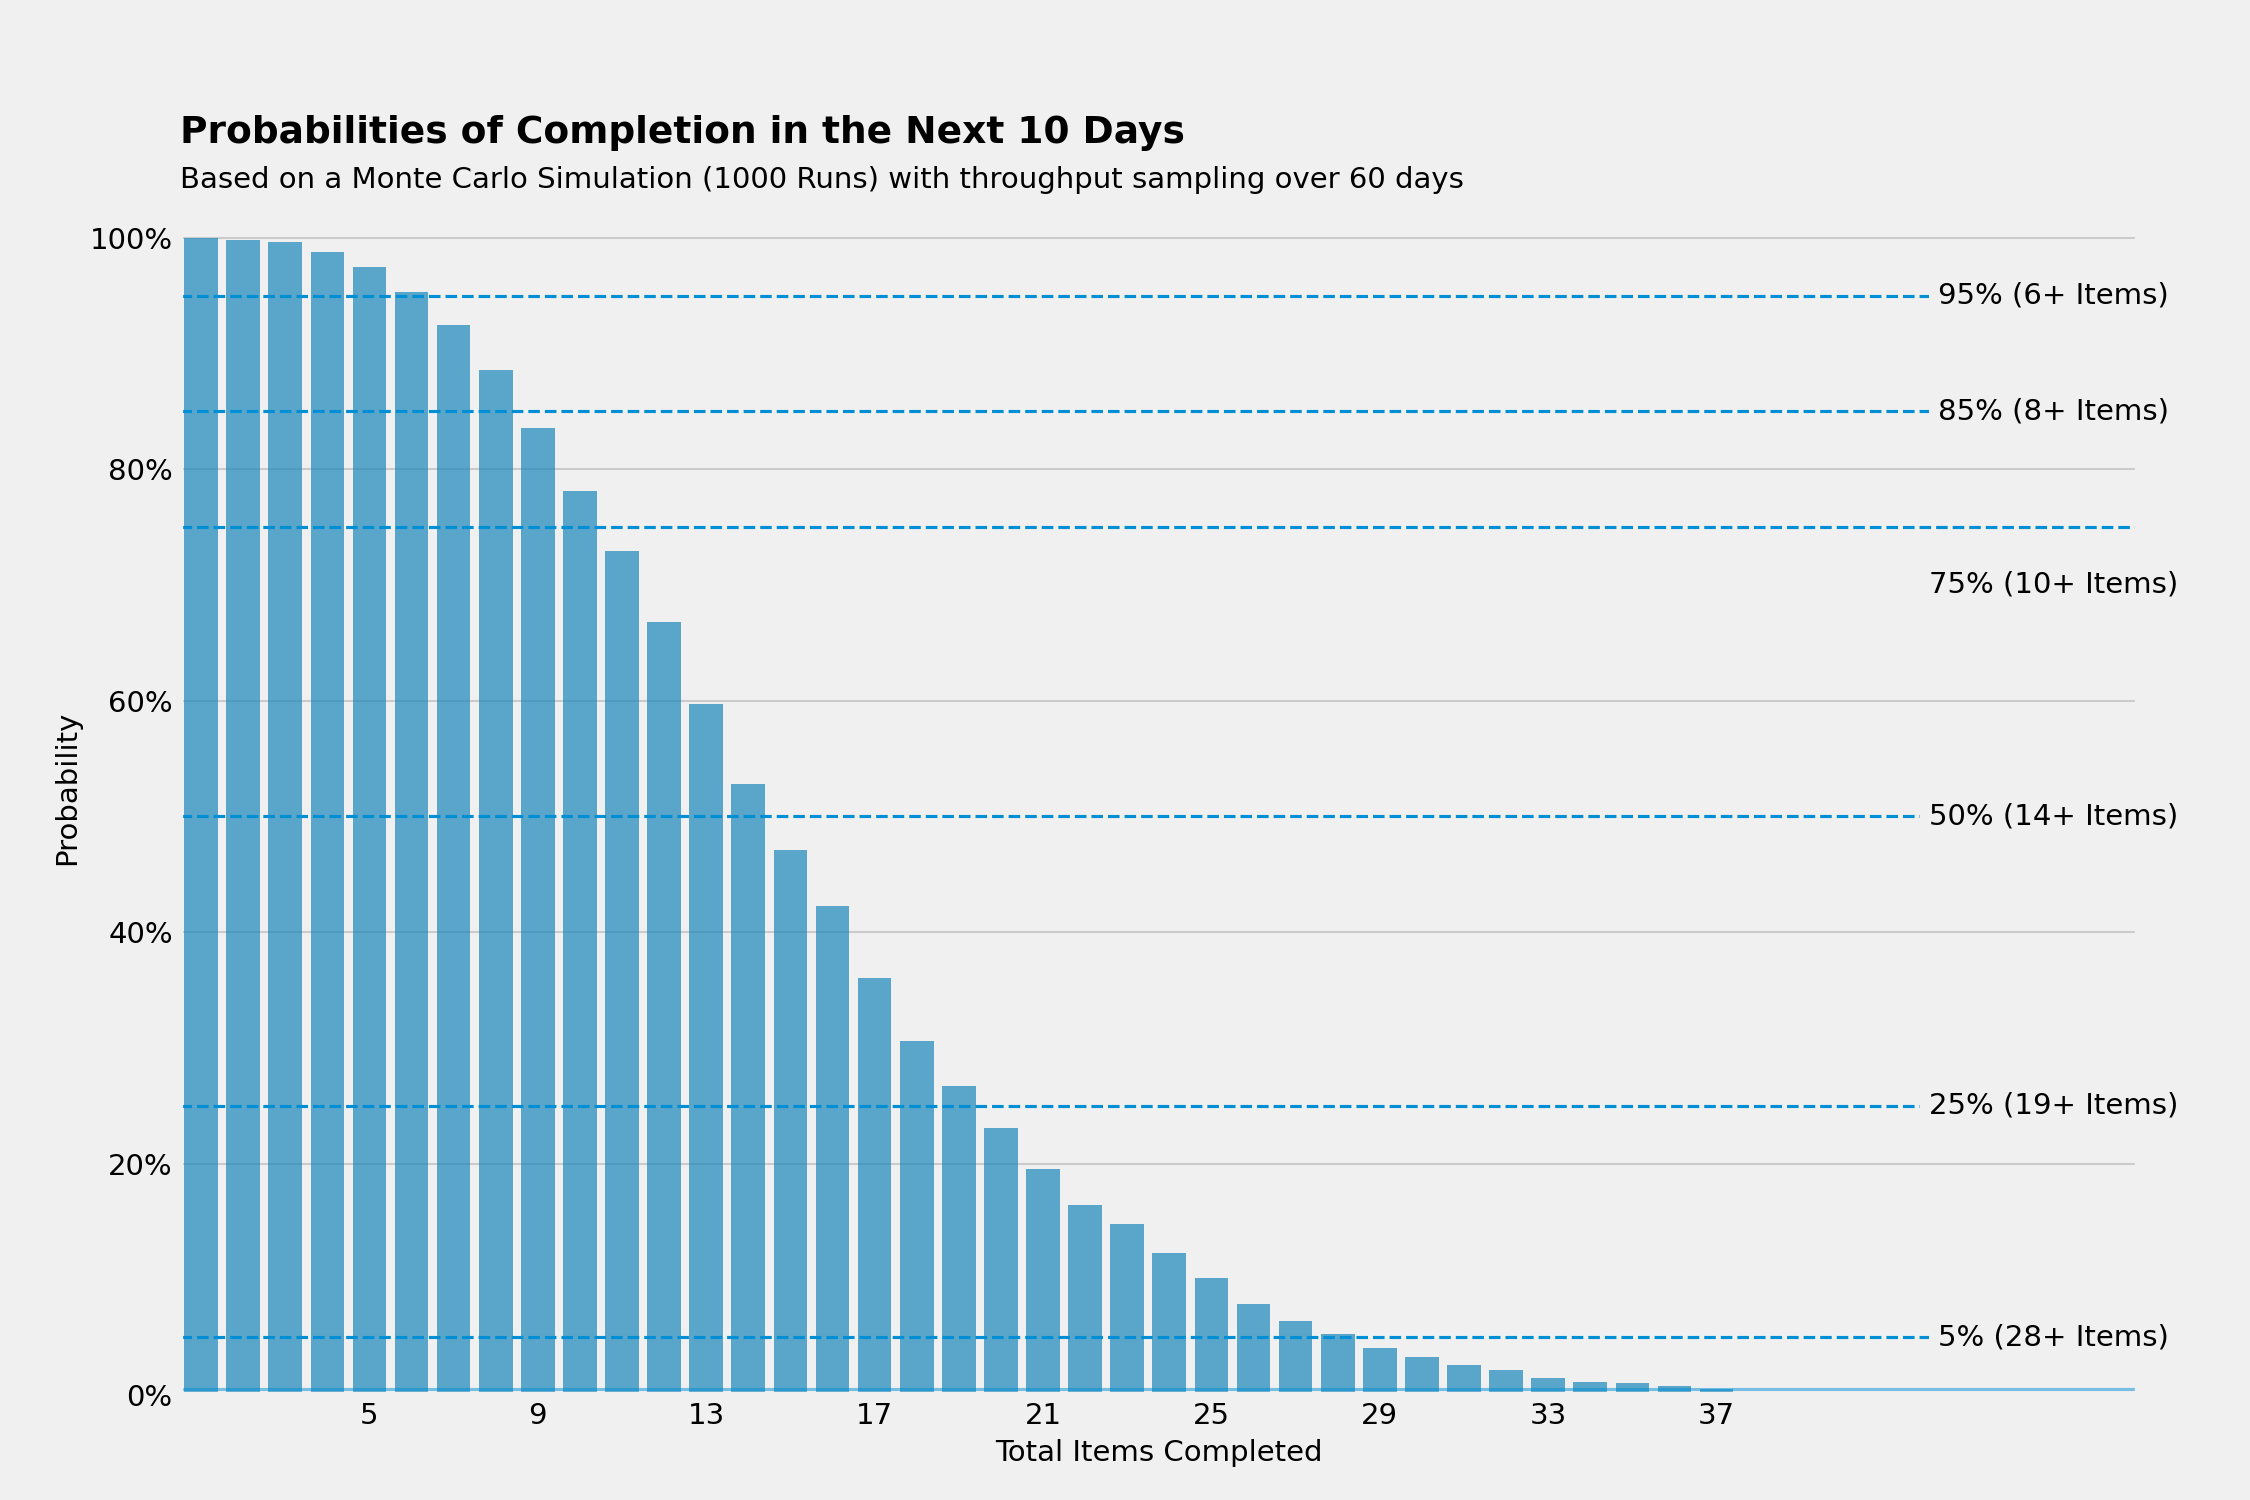 Probabilities of Completion in the Next 10 Days
Based on a Monte Carlo Simulation (1000 Runs) with throughput sampling over 60 days
100%
95% (6+ Items)
85% (8+ Items)
80%
75% (10+ Items)
60%
Probability
50% (14+ Items)
40%
25% (19+ Items)
20%
5% (28+ Items)
0%
5 9 13 17 21 25 29 33 37
Total Items Completed